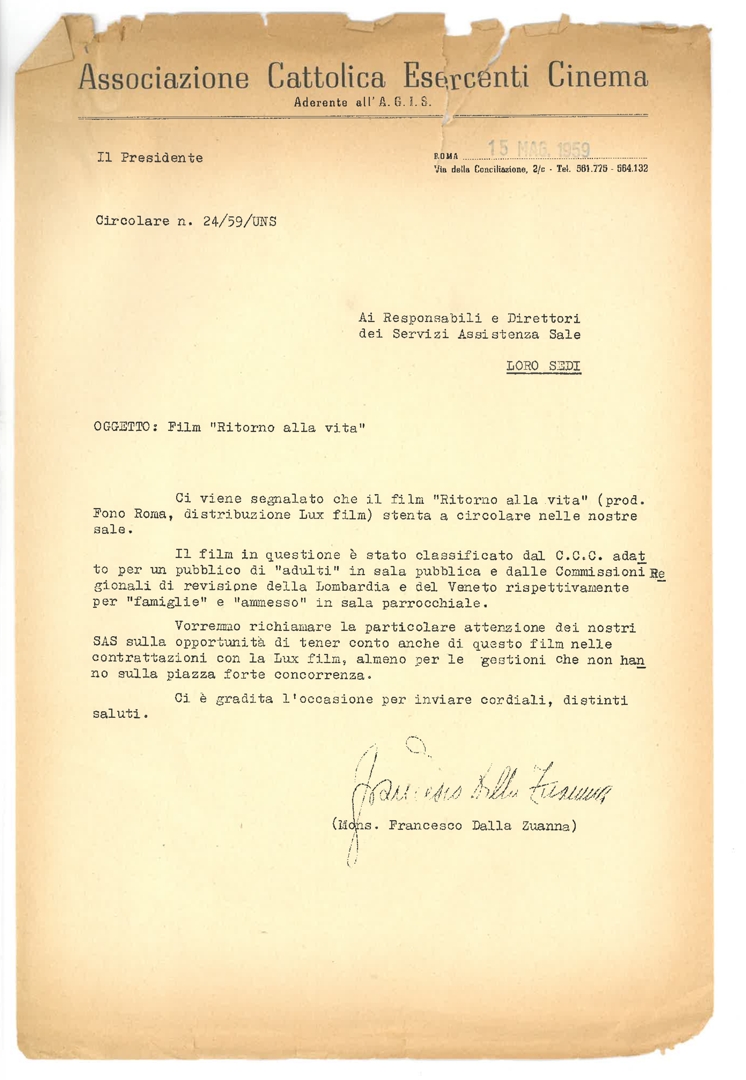 Associazione Cattolica Esercenti Cinema
Aderente all'A.G.I.S.
Il Presidente
ROMA 15 MAG. 1959
Via della Conciliazione, 2/c - Tel. 561.775 - 564.132
Circolare n. 24/59/UNS
Ai Responsabili e Direttori
dei Servizi Assistenza Sale
LORO SEDI
OGGETTO: Film "Ritorno alla vita"
Ci viene segnalato che il film "Ritorno alla vita" (prod.
Fono Roma, distribuzione Lux film) stenta a circolare nelle nostre
sale.
Il film in questione è stato classificato dal C.C.C. adat
to per un pubblico di "adulti" in sala pubblica e dalle Commissioni Re
gionali di revisione della Lombardia e del Veneto rispettivamente
per "famiglie" e "ammesso" in sala parrocchiale.
Vorremmo richiamare la particolare attenzione dei nostri
SAS sulla opportunità di tener conto anche di questo film nelle
contrattazioni con la Lux film, almeno per le gestioni che non han
no sulla piazza forte concorrenza.
Ci è gradita l'occasione per inviare cordiali, distinti
saluti.
Francesco Dalla Zuanna
(Mons. Francesco Dalla Zuanna)